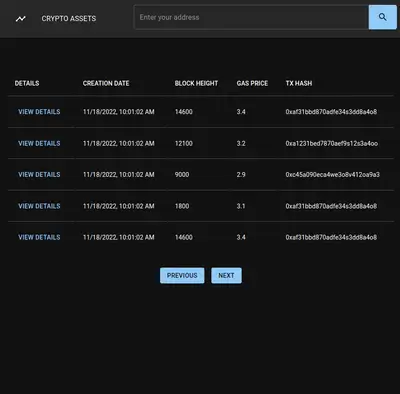 CRYPTO ASSETS
Enter your address
DETAILS CREATION DATE BLOCK HEIGHT GAS PRICE TX HASH
VIEW DETAILS 11/18/2022, 10:01:02 AM 14600 3.4 0xaf31bbd870adfe34s3dd8a4o8
VIEW DETAILS 11/18/2022, 10:01:02 AM 12100 3.2 0xa1231bed7870aef9s12s3a4oo
VIEW DETAILS 11/18/2022, 10:01:02 AM 9000 2.9 0xc45a090eca4we3o8v412oa9a3
VIEW DETAILS 11/18/2022, 10:01:02 AM 1800 3.1 0xaf31bbd870adfe34s3dd8a4o8
VIEW DETAILS 11/18/2022, 10:01:02 AM 14600 3.4 0xaf31bbd870adfe34s3dd8a4o8
PREVIOUS NEXT